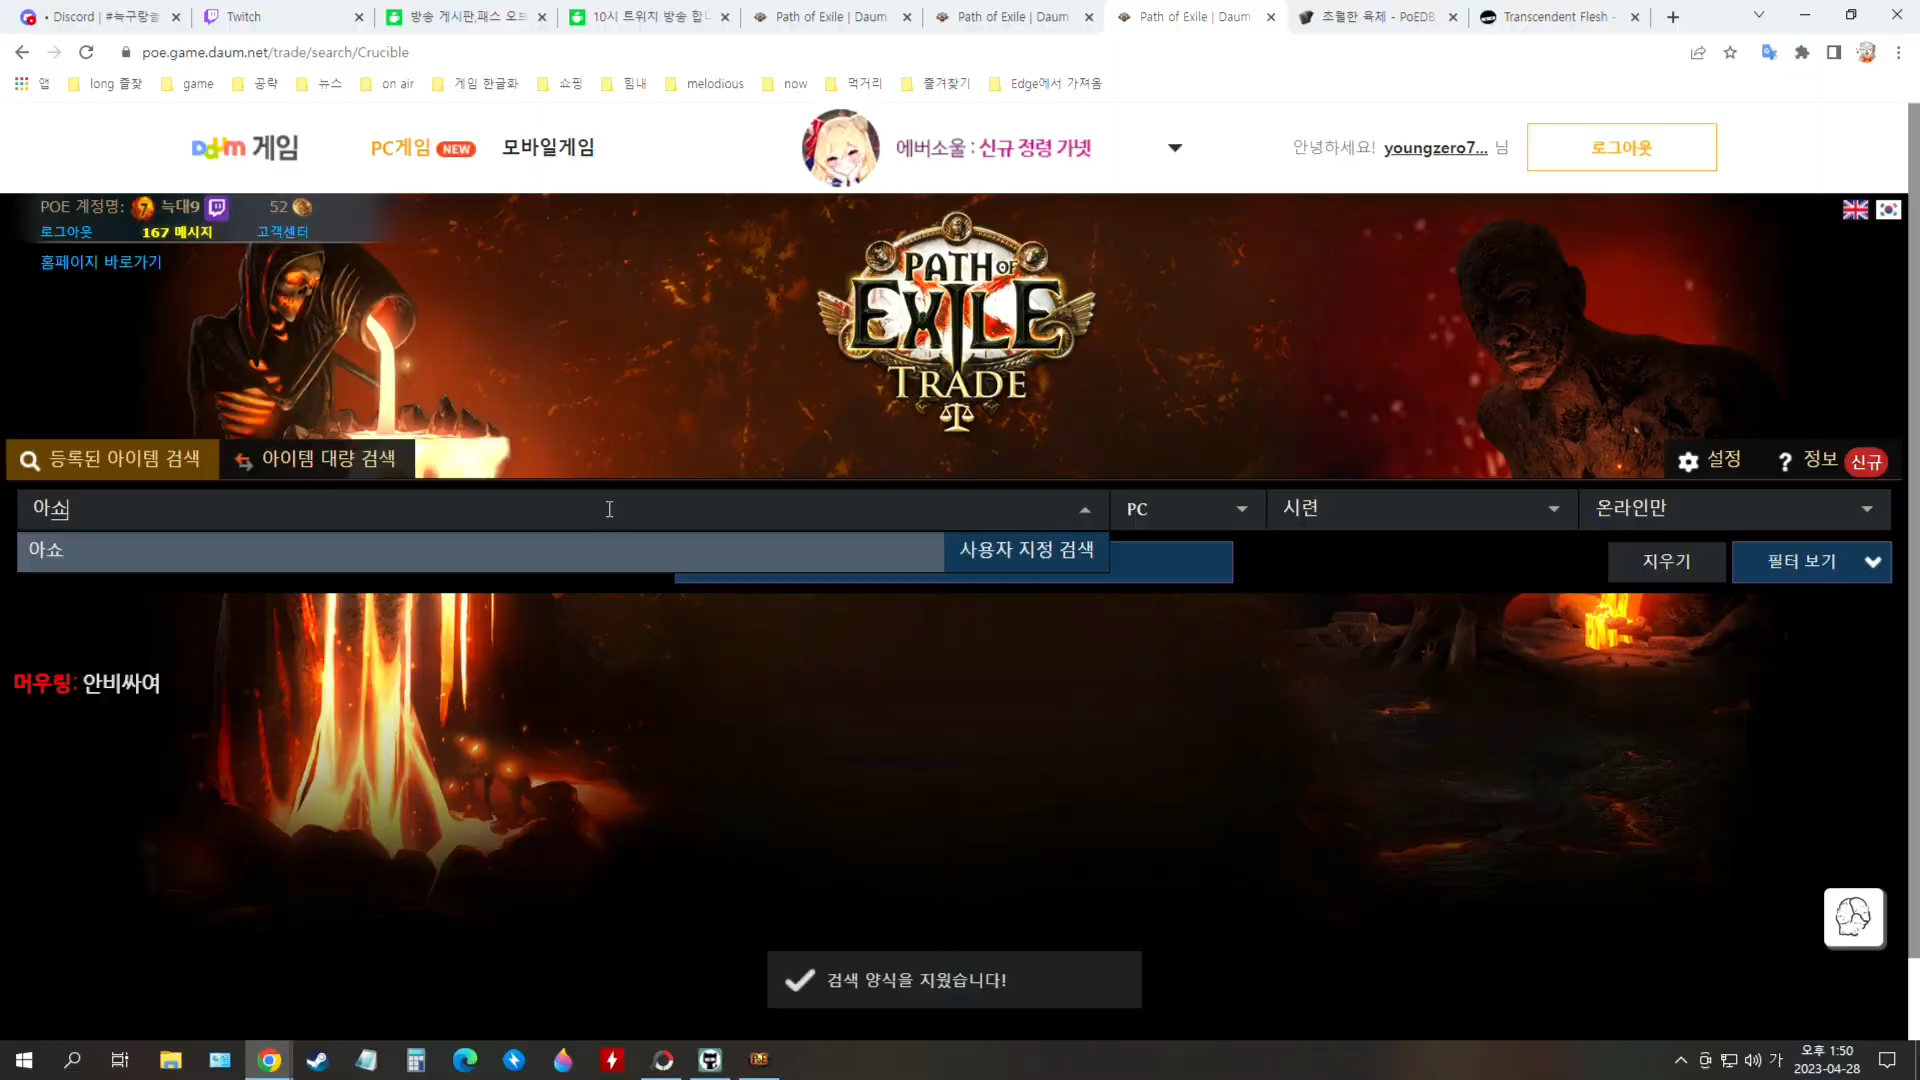 • Discord | #늑구랑놀
Twitch
방송 게시판,패스 오브
10시 트위치 방송 합니
Path of Exile | Daum
Path of Exile | Daum
Path of Exile | Daum
초월한 육체 - PoEDB,
Transcendent Flesh -
poe.game.daum.net/trade/search/Crucible
앱
long 즐찾
game
공략
뉴스
on air
게임 한글화
쇼핑
힘내
melodious
now
먹거리
즐겨찾기
Edge에서 가져옴
Daum 게임
PC게임 NEW
모바일게임
에버소울 : 신규 정령 가넷
안녕하세요! youngzero7... 님
로그아웃
POE 계정명: 7 늑대9
52
로그아웃
167 메시지
고객센터
홈페이지 바로가기
PATH OF
EXILE
TRADE
등록된 아이템 검색
아이템 대량 검색
설정
? 정보 신규
아쇼
PC
시련
온라인만
아쇼
사용자 지정 검색
지우기
필터 보기
머우링: 안비싸여
검색 양식을 지웠습니다!
PoE
가
오후 1:50
2023-04-28